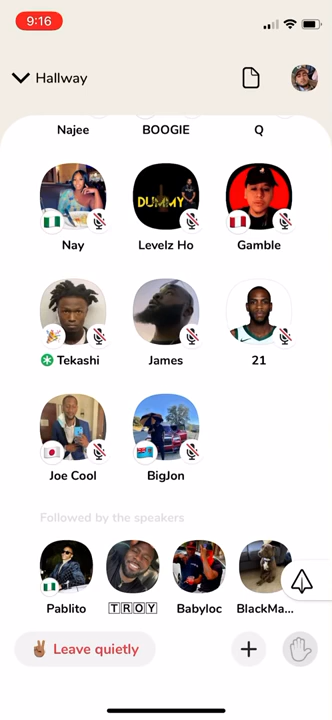 9:16
Hallway
Najee BOOGIE Q
DUMMY
Nay Levelz Ho Gamble
Tekashi James 21
Joe Cool BigJon
Followed by the speakers
Pablito TROY Babyloc BlackMa...
Leave quietly